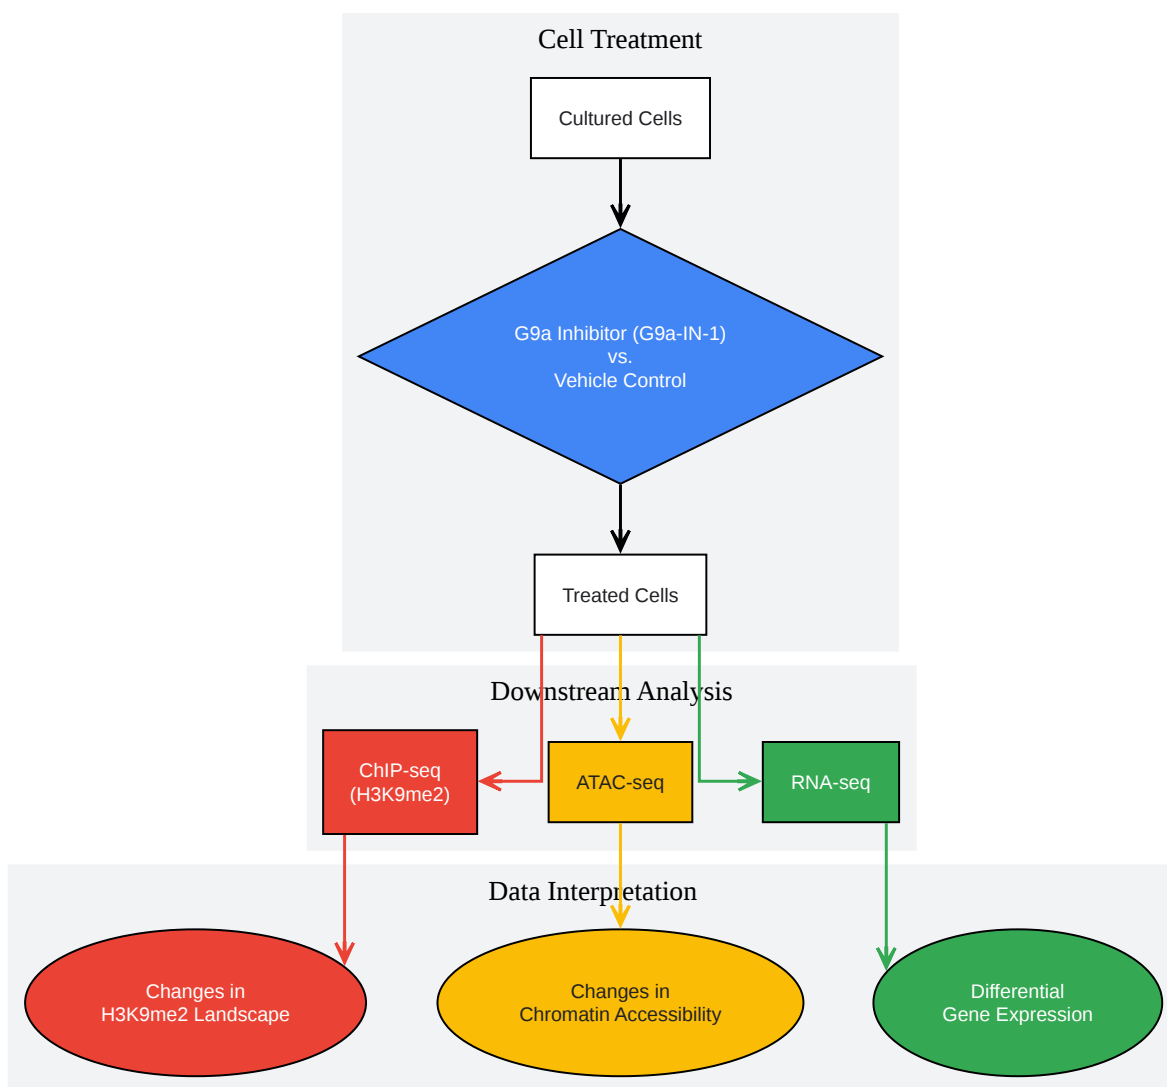 Cell Treatment
Cultured Cells
G9a Inhibitor (G9a-IN-1)
vs.
Vehicle Control
Treated Cells
Downstream Analysis
ChIP-seq
(H3K9me2)
ATAC-seq
RNA-seq
Data Interpretation
Changes in
H3K9me2 Landscape
Changes in
Chromatin Accessibility
Differential
Gene Expression